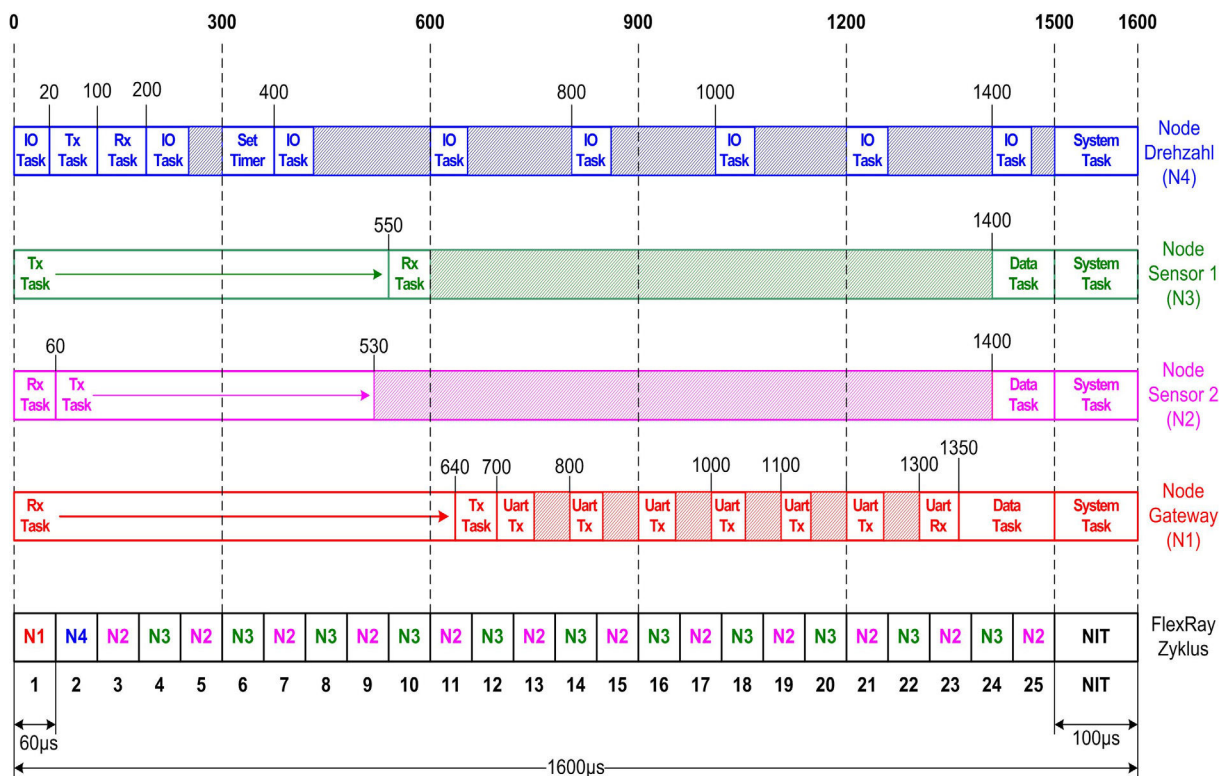 0 300 600 900 1200 1500 1600
20 100 200 400 800 1000 1400
IO Tx Rx IO Set IO IO IO IO IO IO System
Task Task Task Task Timer Task Task Task Task Task Task Task
Node
Drehzahl
(N4)
550 1400
Tx Rx Data System
Task Task Task Task
Node
Sensor 1
(N3)
60 530 1400
Rx Tx Data System
Task Task Task Task
Node
Sensor 2
(N2)
640 700 800 1000 1100 1300 1350
Rx Tx Uart Uart Uart Uart Uart Uart Uart Data System
Task Task Tx Tx Tx Tx Tx Tx Rx Task Task
Node
Gateway
(N1)
N1 N4 N2 N3 N2 N3 N2 N3 N2 N3 N2 N3 N2 N3 N2 N3 N2 N3 N2 N3 N2 N3 N2 N3 N2 NIT
FlexRay
Zyklus
1 2 3 4 5 6 7 8 9 10 11 12 13 14 15 16 17 18 19 20 21 22 23 24 25 NIT
60µs 100µs
1600µs